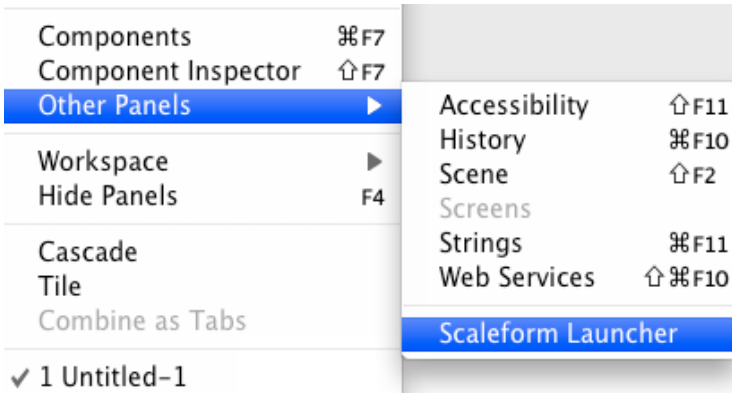 Components ⌘F7
Component Inspector ⇧F7
Other Panels ▶
Workspace ▶
Hide Panels F4
Cascade
Tile
Combine as Tabs
✓ 1 Untitled-1
Accessibility ⇧F11
History ⌘F10
Scene ⇧F2
Screens
Strings ⌘F11
Web Services ⇧⌘F10
Scaleform Launcher